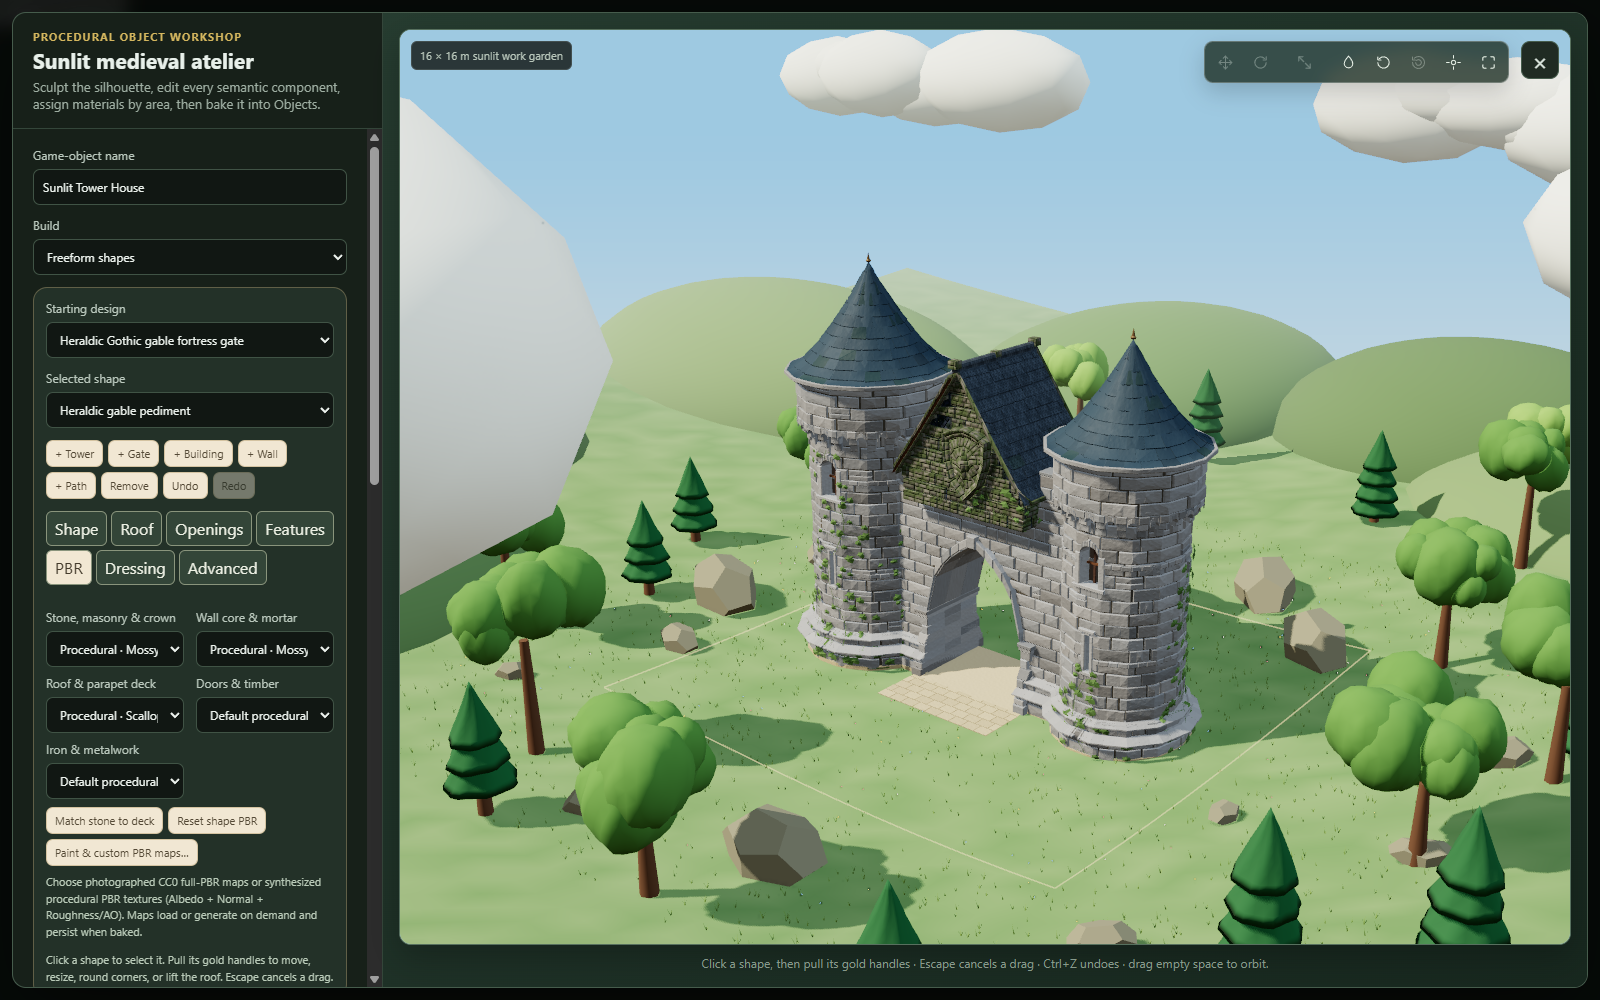 PROCEDURAL OBJECT WORKSHOP
Sunlit medieval atelier
Sculpt the silhouette, edit every semantic component,
assign materials by area, then bake it into Objects.
Game-object name
Sunlit Tower House
Build
Freeform shapes
Starting design
Heraldic Gothic gable fortress gate
Selected shape
Heraldic gable pediment
+ Tower
+ Gate
+ Building
+ Wall
+ Path
Remove
Undo
Redo
Shape
Roof
Openings
Features
PBR
Dressing
Advanced
Stone, masonry & crown
Wall core & mortar
Procedural · Mossy
Procedural · Mossy
Roof & parapet deck
Doors & timber
Procedural · Scallo
Default procedural
Iron & metalwork
Default procedural
Match stone to deck
Reset shape PBR
Paint & custom PBR maps...
Choose photographed CC0 full-PBR maps or synthesized
procedural PBR textures (Albedo + Normal +
Roughness/AO). Maps load or generate on demand and
persist when baked.
Click a shape to select it. Pull its gold handles to move,
resize, round corners, or lift the roof. Escape cancels a drag.
16 × 16 m sunlit work garden
Click a shape, then pull its gold handles · Escape cancels a drag · Ctrl+Z undoes · drag empty space to orbit.